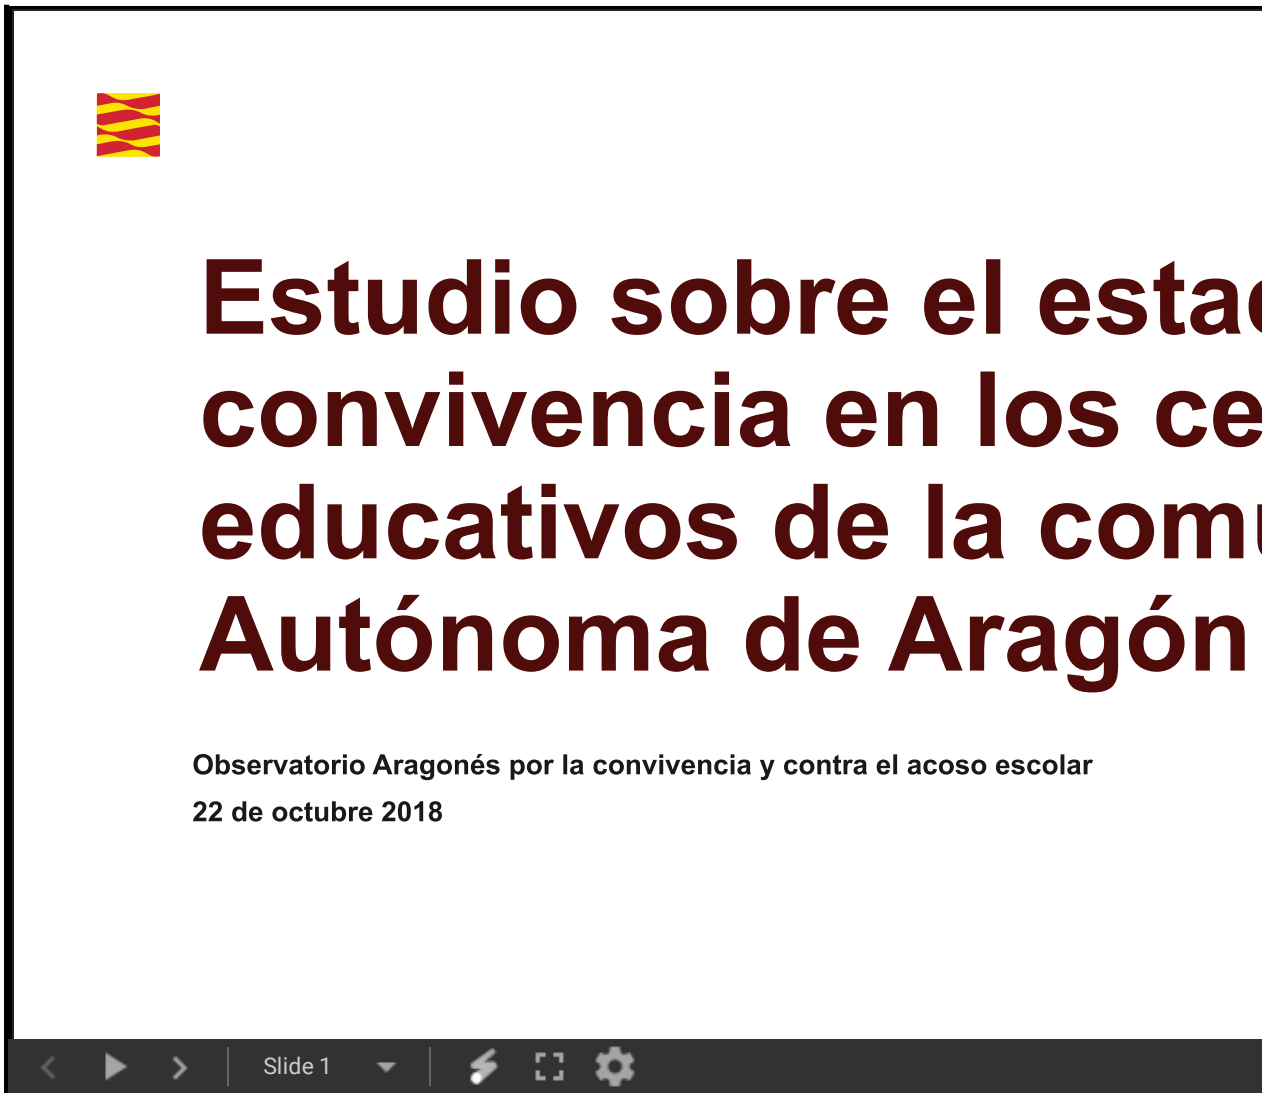 Estudio sobre el
convivencia en los
educativos de la
Autónoma de Aragón
Observatorio Aragonés por la convivencia y contra el acoso escolar
22 de octubre 2018
Slide 1